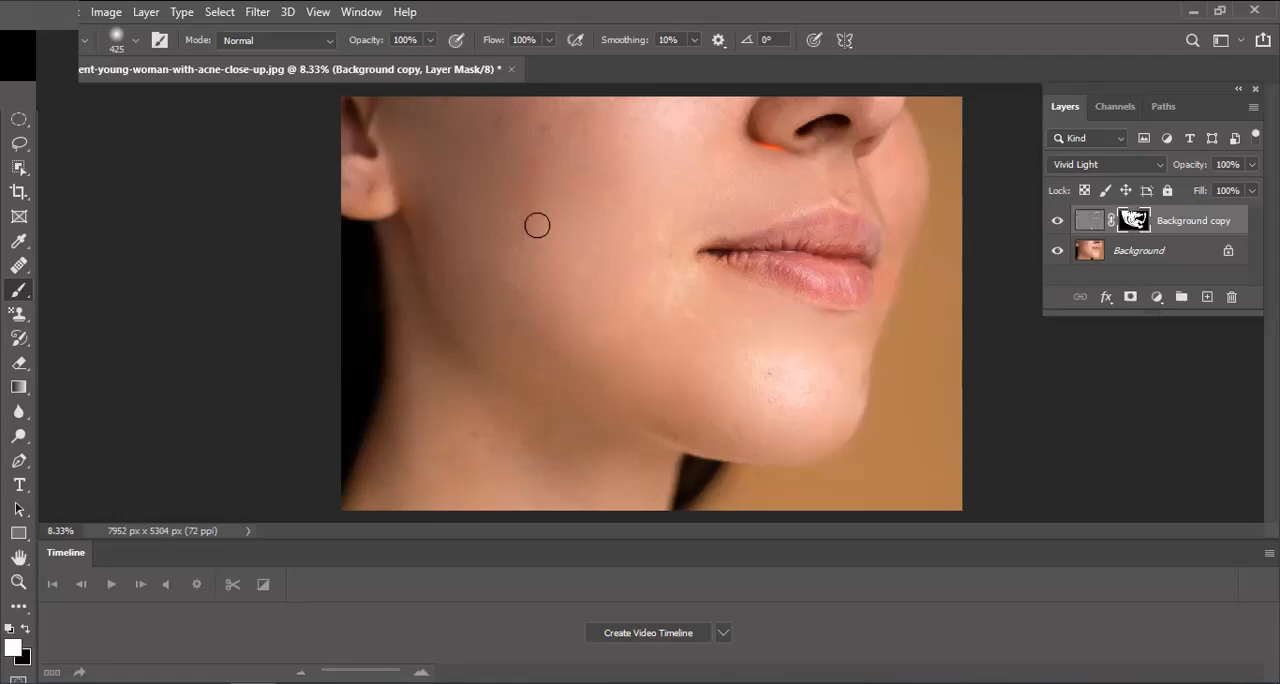 Image Layer Type Select Filter 3D View Window Help
425 Mode: Normal Opacity: 100% Flow: 100% Smoothing: 10% 0°
ent-young-woman-with-acne-close-up.jpg @ 8.33% (Background copy, Layer Mask/8) * ×
Layers Channels Paths
Kind
Vivid Light Opacity: 100%
Lock: Fill: 100%
Background copy
Background
8.33% 7952 px x 5304 px (72 ppi)
Timeline
Create Video Timeline